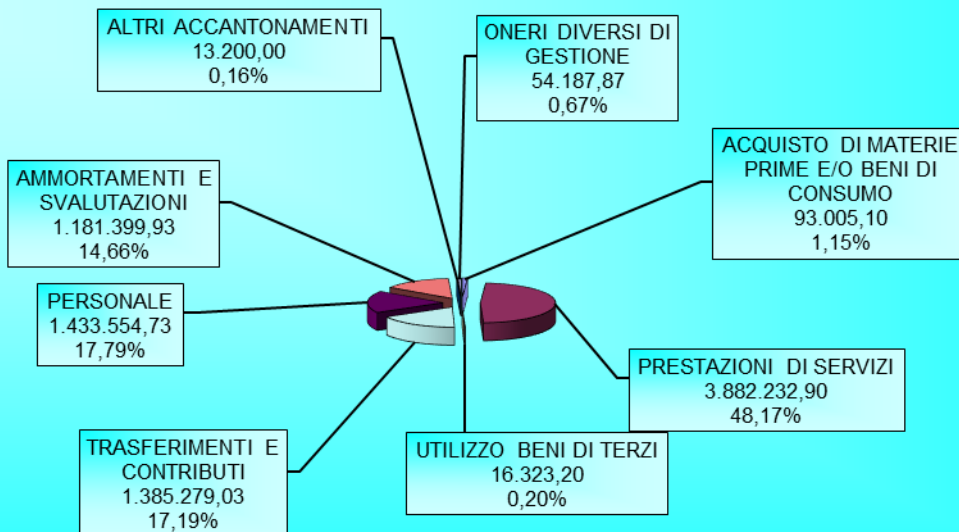 ALTRI ACCANTONAMENTI
13.200,00
0,16%
ONERI DIVERSI DI
GESTIONE
54.187,87
0,67%
ACQUISTO DI MATERIE
PRIME E/O BENI DI
CONSUMO
93.005,10
1,15%
AMMORTAMENTI E
SVALUTAZIONI
1.181.399,93
14,66%
PERSONALE
1.433.554,73
17,79%
PRESTAZIONI DI SERVIZI
3.882.232,90
48,17%
TRASFERIMENTI E
CONTRIBUTI
1.385.279,03
17,19%
UTILIZZO BENI DI TERZI
16.323,20
0,20%